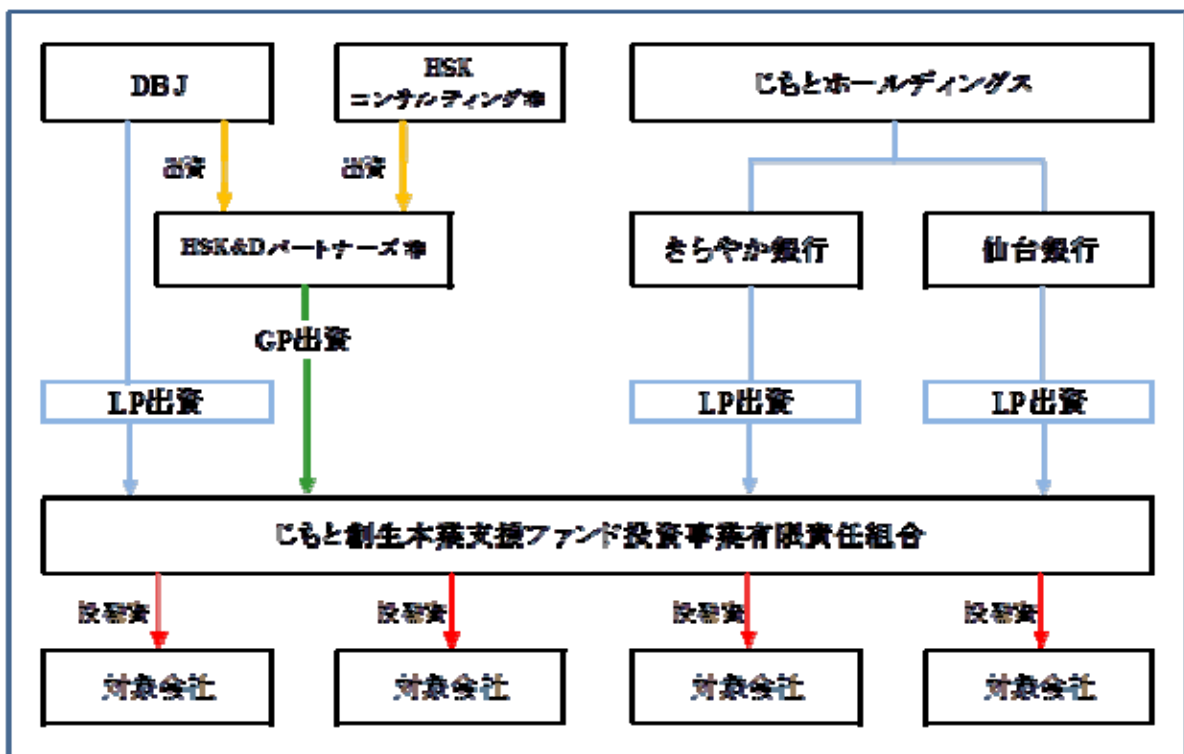 DBJ
HSK
コンサルティング㈱
じもとホールディングス
出資
出資
HSK&Dパートナーズ㈱
きらやか銀行
仙台銀行
GP出資
LP出資
LP出資
LP出資
じもと創生本業支援ファンド投資事業有限責任組合
投融資
投融資
投融資
投融資
対象会社
対象会社
対象会社
対象会社